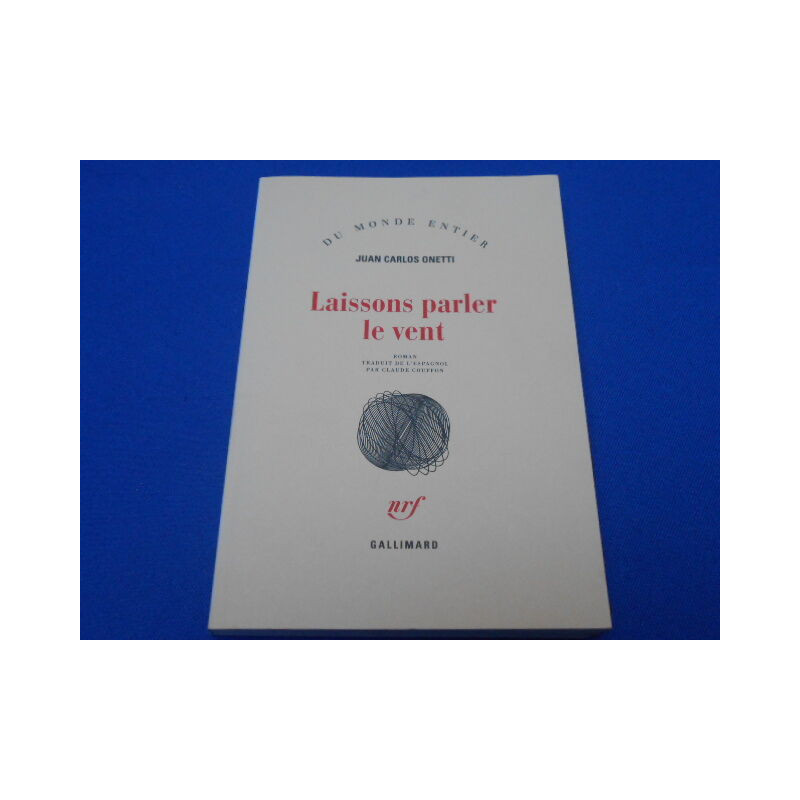 DU MONDE ENTIER
JUAN CARLOS ONETTI
Laissons parler
le vent
ROMAN
TRADUIT DE L'ESPAGNOL
PAR CLAUDE COUFFON
nrf
GALLIMARD